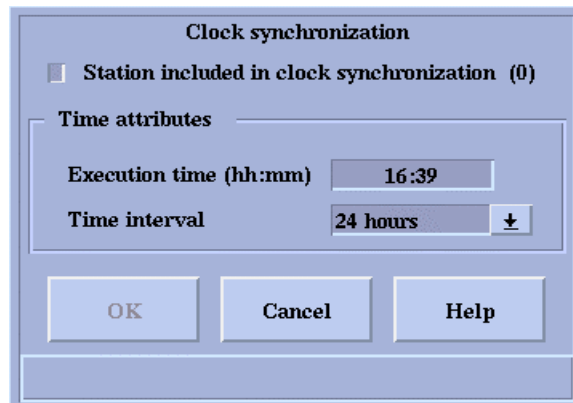 Clock synchronization
Station included in clock synchronization (0)
Time attributes
Execution time (hh:mm) 16:39
Time interval 24 hours
OK Cancel Help